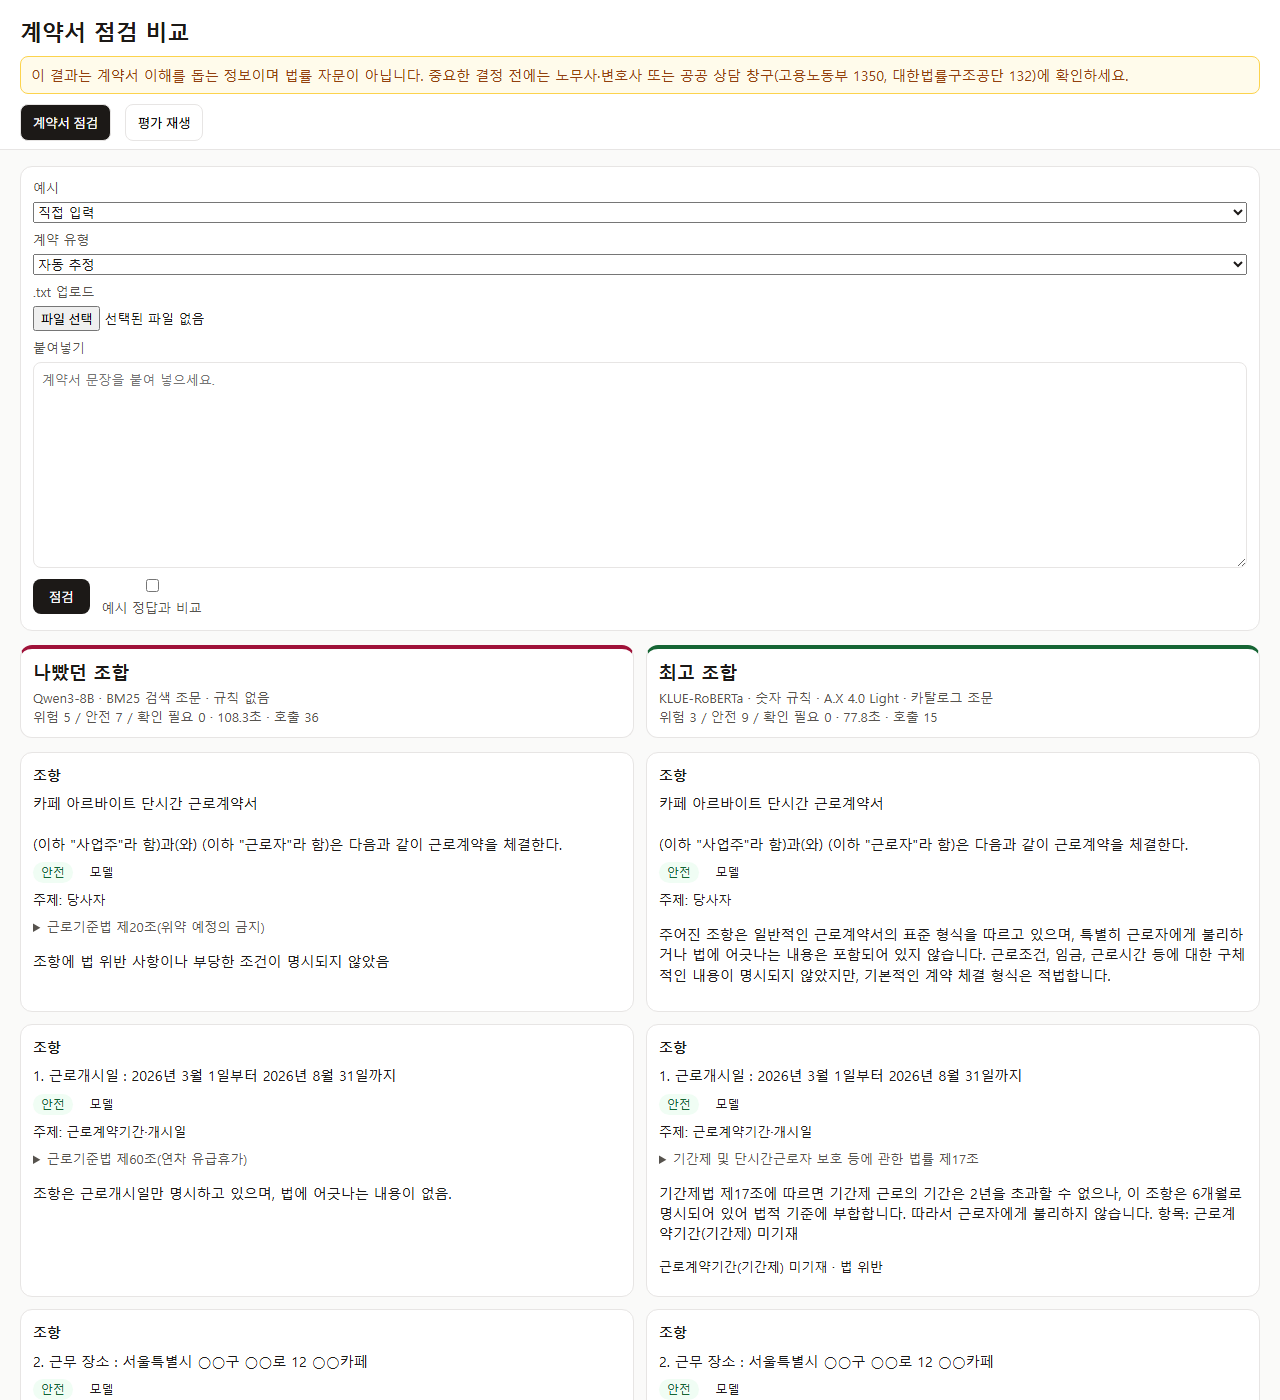 계약서 점검 비교
이 결과는 계약서 이해를 돕는 정보이며 법률 자문이 아닙니다. 중요한 결정 전에는 노무사·변호사 또는 공공 상담 창구(고용노동부 1350, 대한법률구조공단 132)에 확인하세요.
계약서 점검
평가 재생
예시
직접 입력
계약 유형
자동 추정
.txt 업로드
파일 선택 선택된 파일 없음
붙여넣기
계약서 문장을 붙여 넣으세요.
점검
예시 정답과 비교
나빴던 조합
Qwen3-8B · BM25 검색 조문 · 규칙 없음
위험 5 / 안전 7 / 확인 필요 0 · 108.3초 · 호출 36
최고 조합
KLUE-RoBERTa · 숫자 규칙 · A.X 4.0 Light · 카탈로그 조문
위험 3 / 안전 9 / 확인 필요 0 · 77.8초 · 호출 15
조항
카페 아르바이트 단시간 근로계약서
(이하 "사업주"라 함)과(와) (이하 "근로자"라 함)은 다음과 같이 근로계약을 체결한다.
안전 모델
주제: 당사자
▶ 근로기준법 제20조(위약 예정의 금지)
조항에 법 위반 사항이나 부당한 조건이 명시되지 않았음
조항
카페 아르바이트 단시간 근로계약서
(이하 "사업주"라 함)과(와) (이하 "근로자"라 함)은 다음과 같이 근로계약을 체결한다.
안전 모델
주제: 당사자
주어진 조항은 일반적인 근로계약서의 표준 형식을 따르고 있으며, 특별히 근로자에게 불리하
거나 법에 어긋나는 내용은 포함되어 있지 않습니다. 근로조건, 임금, 근로시간 등에 대한 구체
적인 내용이 명시되지 않았지만, 기본적인 계약 체결 형식은 적법합니다.
조항
1. 근로개시일 : 2026년 3월 1일부터 2026년 8월 31일까지
안전 모델
주제: 근로계약기간·개시일
▶ 근로기준법 제60조(연차 유급휴가)
조항은 근로개시일만 명시하고 있으며, 법에 어긋나는 내용이 없음.
조항
1. 근로개시일 : 2026년 3월 1일부터 2026년 8월 31일까지
안전 모델
주제: 근로계약기간·개시일
▶ 기간제 및 단시간근로자 보호 등에 관한 법률 제17조
기간제법 제17조에 따르면 기간제 근로의 기간은 2년을 초과할 수 없으나, 이 조항은 6개월로
명시되어 있어 법적 기준에 부합합니다. 따라서 근로자에게 불리하지 않습니다. 항목: 근로계
약기간(기간제) 미기재
근로계약기간(기간제) 미기재 · 법 위반
조항
2. 근무 장소 : 서울특별시 ○○구 ○○로 12 ○○카페
안전 모델
조항
2. 근무 장소 : 서울특별시 ○○구 ○○로 12 ○○카페
안전 모델